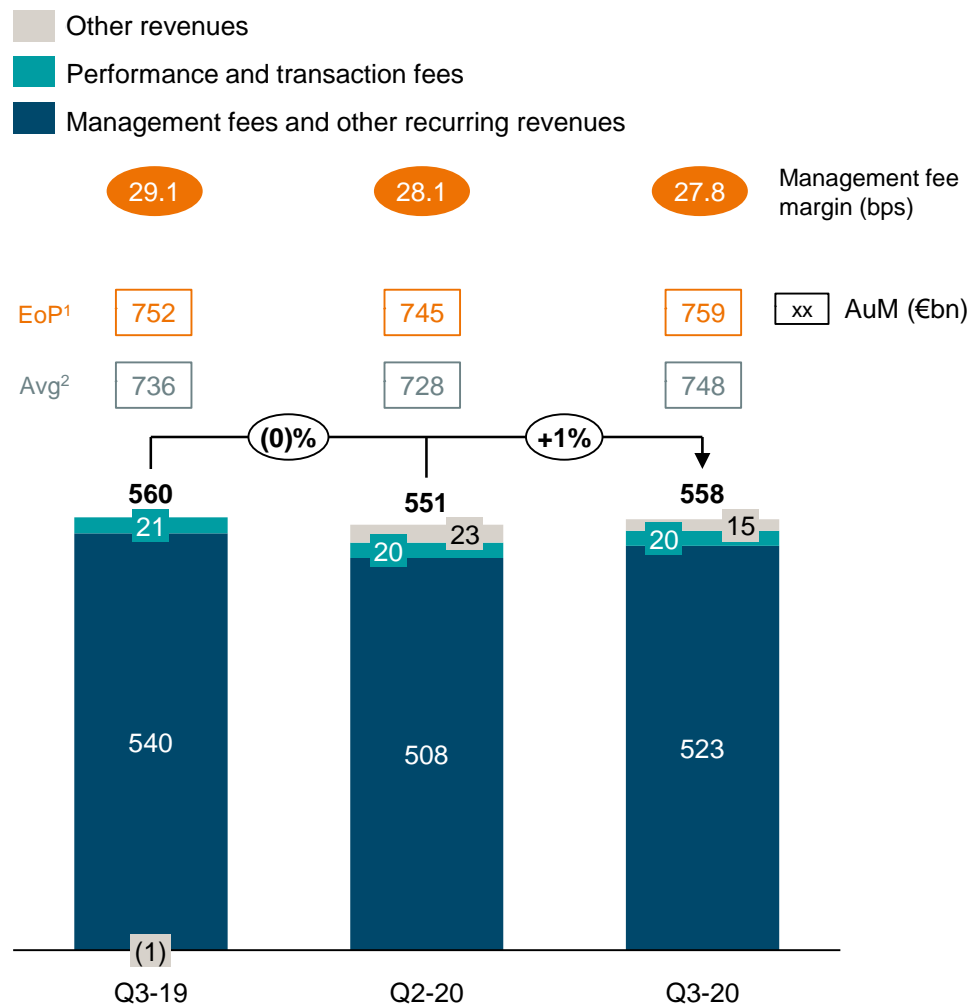 Other revenues
Performance and transaction fees
Management fees and other recurring revenues
29.1 28.1 27.8 Management fee
margin (bps)
EoP¹ 752 745 759 xx AuM (€bn)
Avg² 736 728 748
(0)% +1%
560 551 558
21 20 23 20 15
540 508 523
(1)
Q3-19 Q2-20 Q3-20